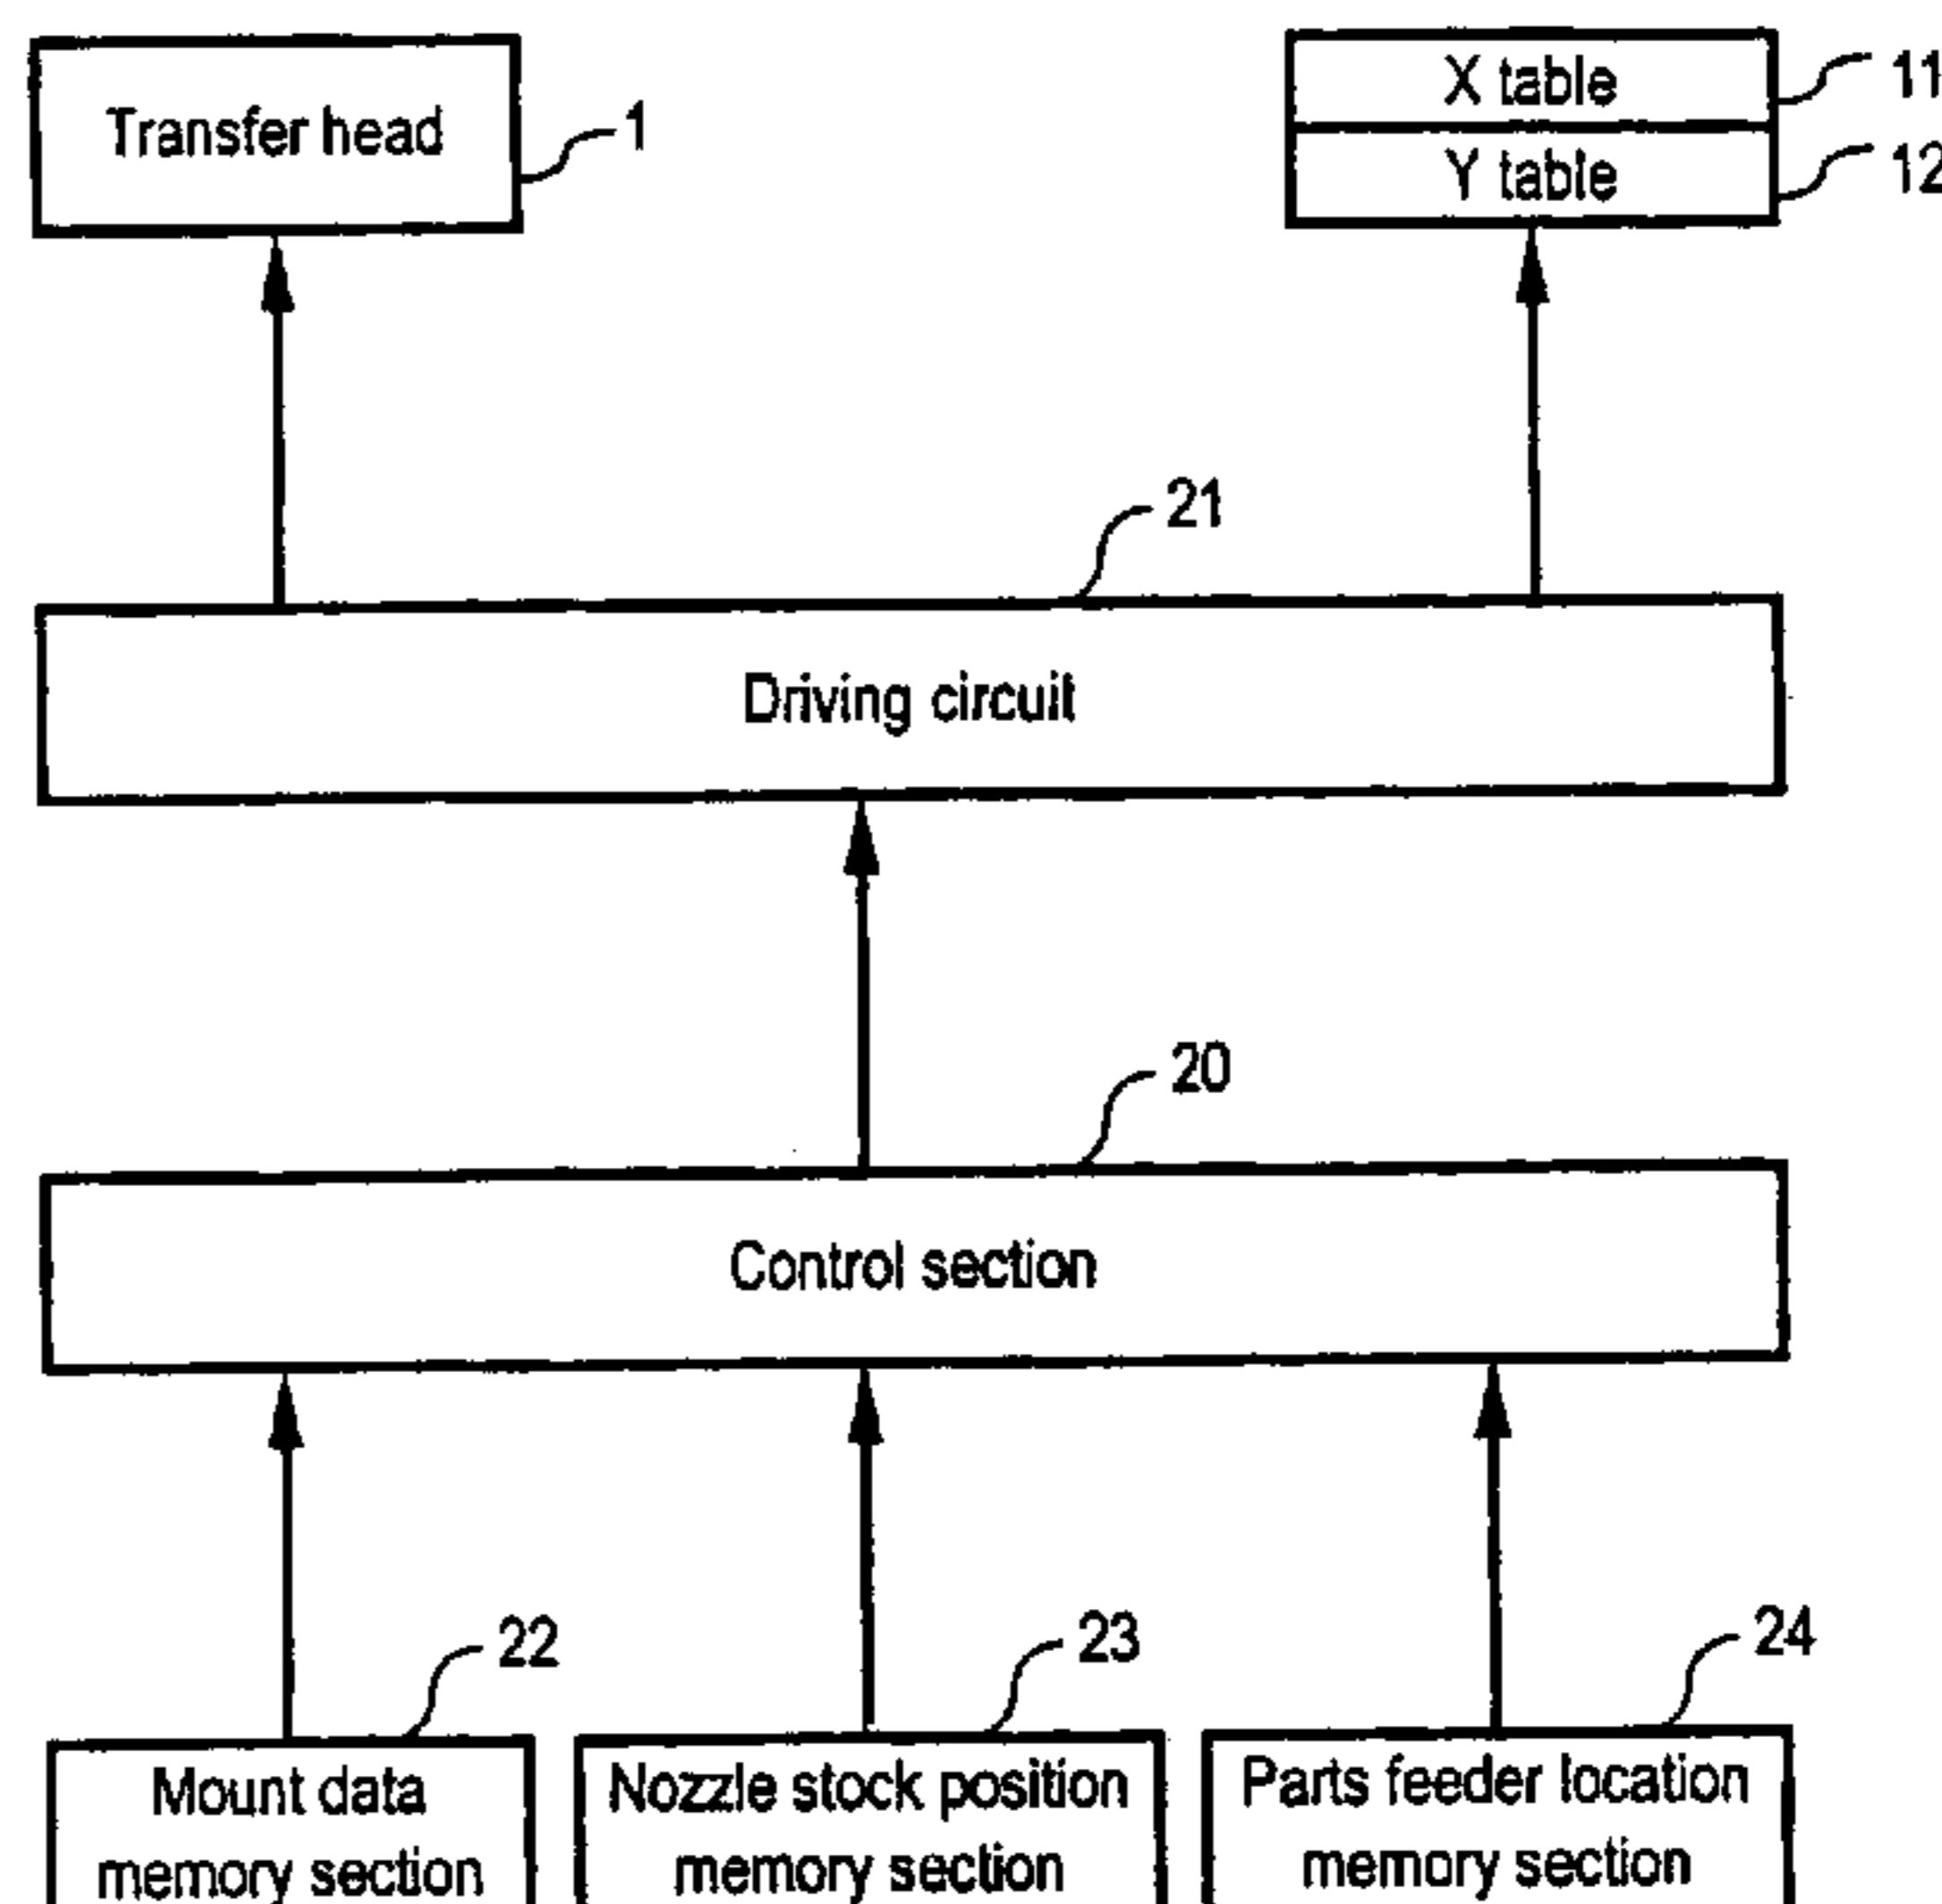 Transfer head
1
X table
11
Y table
12
21
Driving circuit
20
Control section
22
23
24
Mount data
memory section
Nozzle stock position
memory section
Parts feeder location
memory section